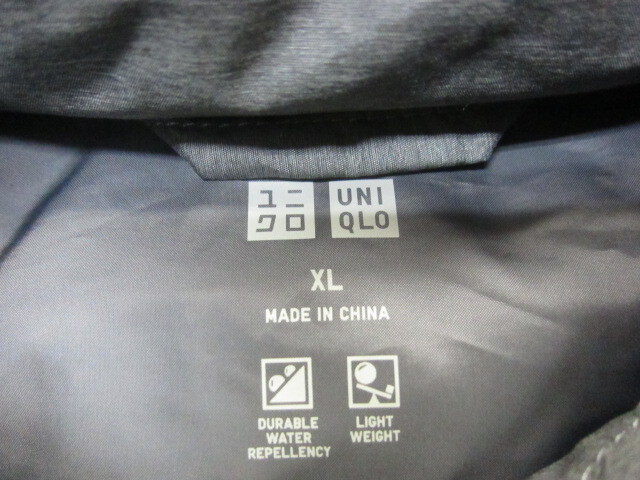 ユニ
クロ
UNI
QLO
XL
MADE IN CHINA
DURABLE
WATER
REPELLENCY
LIGHT
WEIGHT